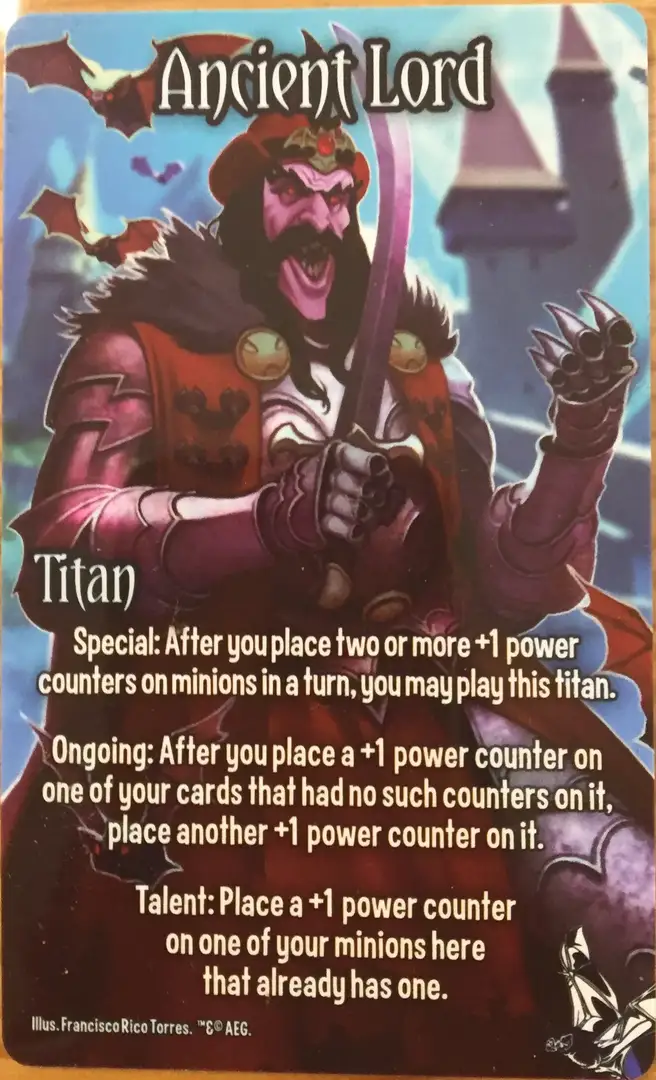 Ancient Lord
Titan
Special: After you place two or more +1 power
counters on minions in a turn, you may play this titan.
Ongoing: After you place a +1 power counter on
one of your cards that had no such counters on it,
place another +1 power counter on it.
Talent: Place a +1 power counter
on one of your minions here
that already has one.
Illus. Francisco Rico Torres. ™&© AEG.